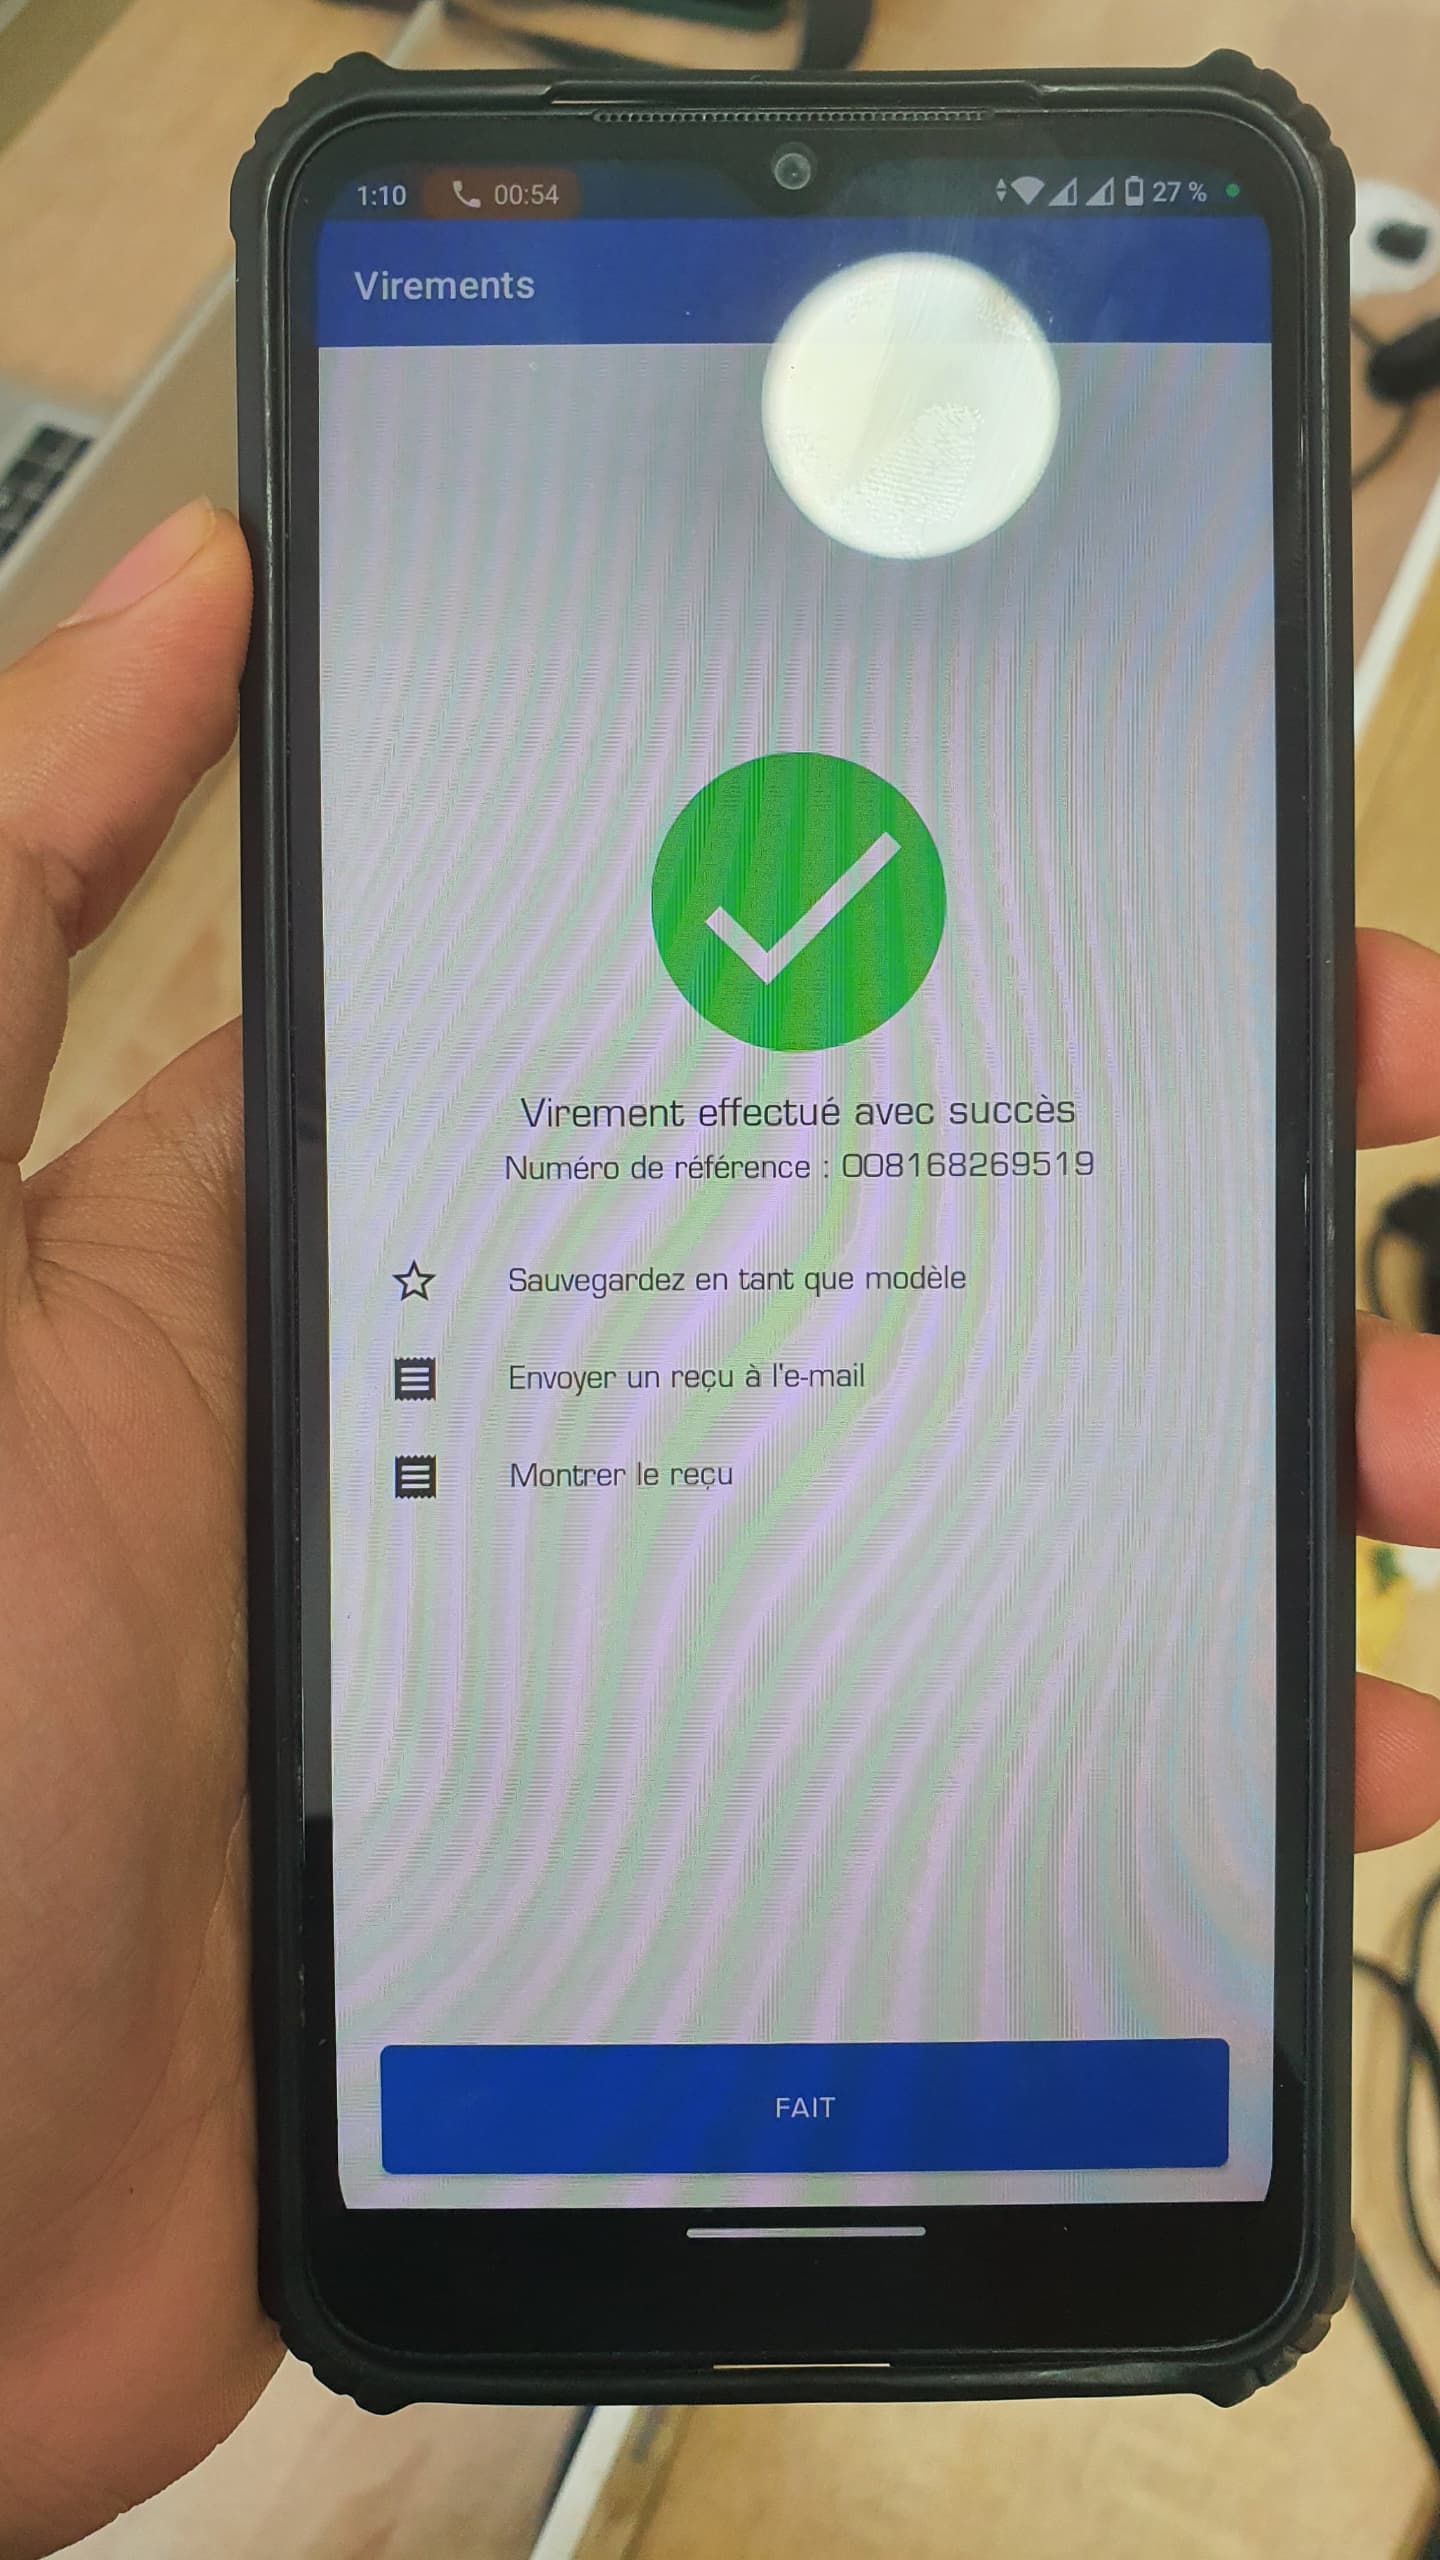 1:10 00:54 27 %
Virements
Virement effectué avec succès
Numéro de référence : 008168269519
Sauvegardez en tant que modèle
Envoyer un reçu à l'e-mail
Montrer le reçu
FAIT